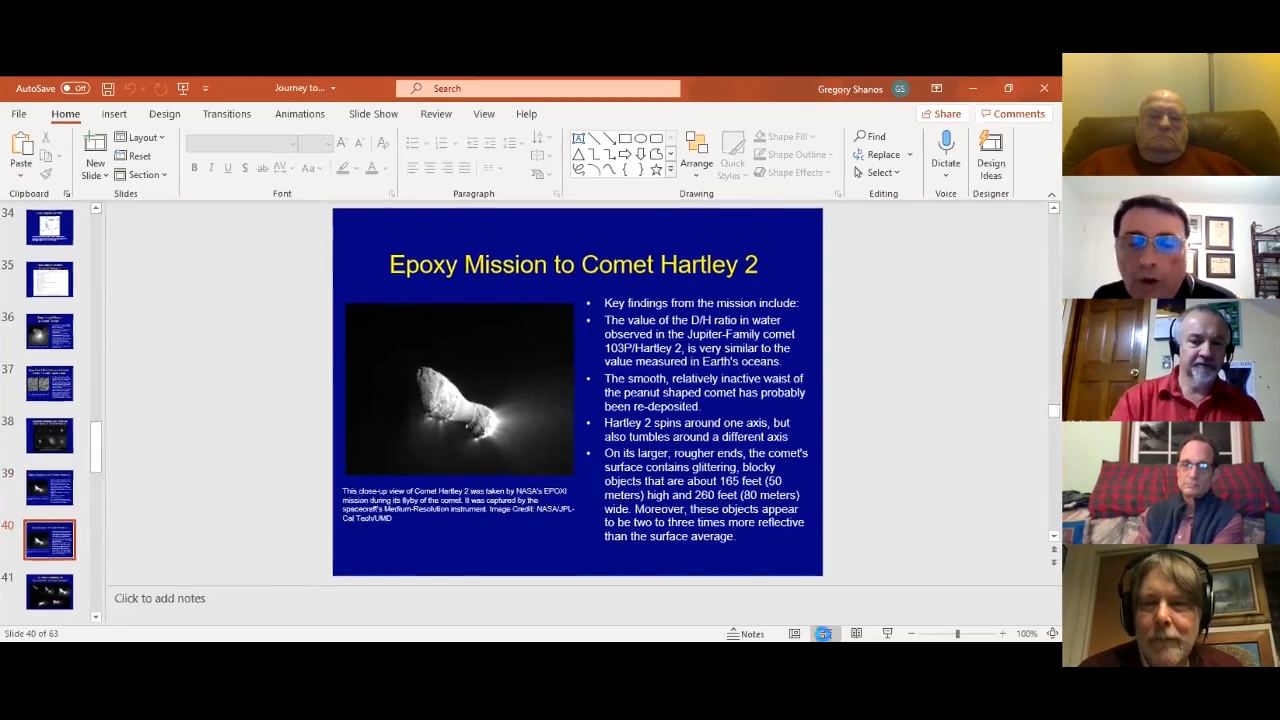 AutoSave
Off
Journey to...
Search
Gregory Shanos
GS
File
Home
Insert
Design
Transitions
Animations
Slide Show
Review
View
Help
Share
Comments
Paste
New
Slide
Layout
Reset
Section
B
I
U
S
ab
AV
Aa
Arrange
Quick
Styles
Shape Fill
Shape Outline
Shape Effects
Find
Replace
Select
Dictate
Design
Ideas
Clipboard
Slides
Font
Paragraph
Drawing
Editing
Voice
Designer
34
35
36
37
38
39
40
41
Epoxy Mission to Comet Hartley 2
• Key findings from the mission include:
• The value of the D/H ratio in water
observed in the Jupiter-Family comet
103P/Hartley 2, is very similar to the
value measured in Earth's oceans.
• The smooth, relatively inactive waist of
the peanut shaped comet has probably
been re-deposited.
• Hartley 2 spins around one axis, but
also tumbles around a different axis
• On its larger, rougher ends, the comet's
surface contains glittering, blocky
objects that are about 165 feet (50
meters) high and 260 feet (80 meters)
wide. Moreover, these objects appear
to be two to three times more reflective
than the surface average.
This close-up view of Comet Hartley 2 was taken by NASA's EPOXI
mission during its flyby of the comet. It was captured by the
spacecraft's Medium-Resolution instrument. Image Credit: NASA/JPL-
Cal Tech/UMD
Click to add notes
Slide 40 of 63
Notes
100%